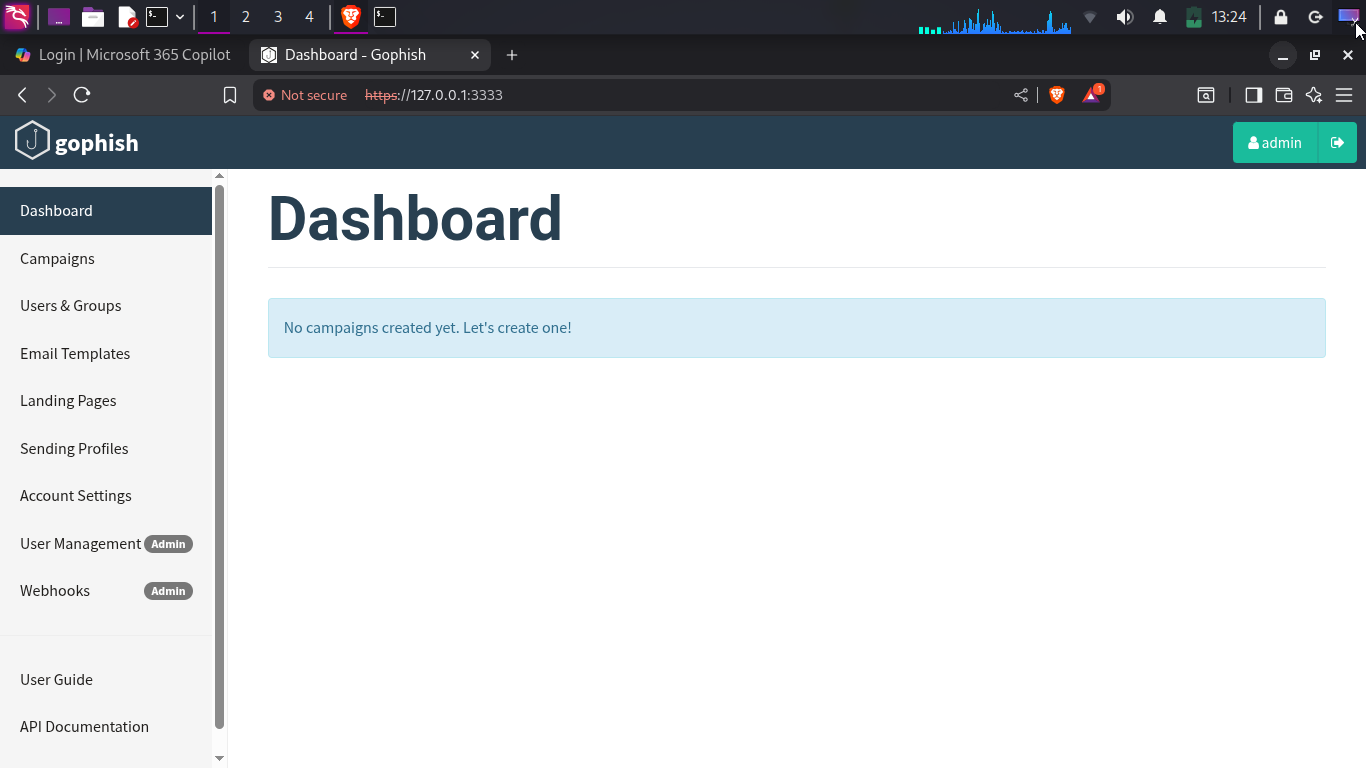 1 2 3 4 13:24
Login | Microsoft 365 Copilot Dashboard - Gophish
Not secure https://127.0.0.1:3333 1
gophish admin
Dashboard
Campaigns
Users & Groups
Email Templates
Landing Pages
Sending Profiles
Account Settings
User Management Admin
Webhooks Admin
User Guide
API Documentation
Dashboard
No campaigns created yet. Let's create one!